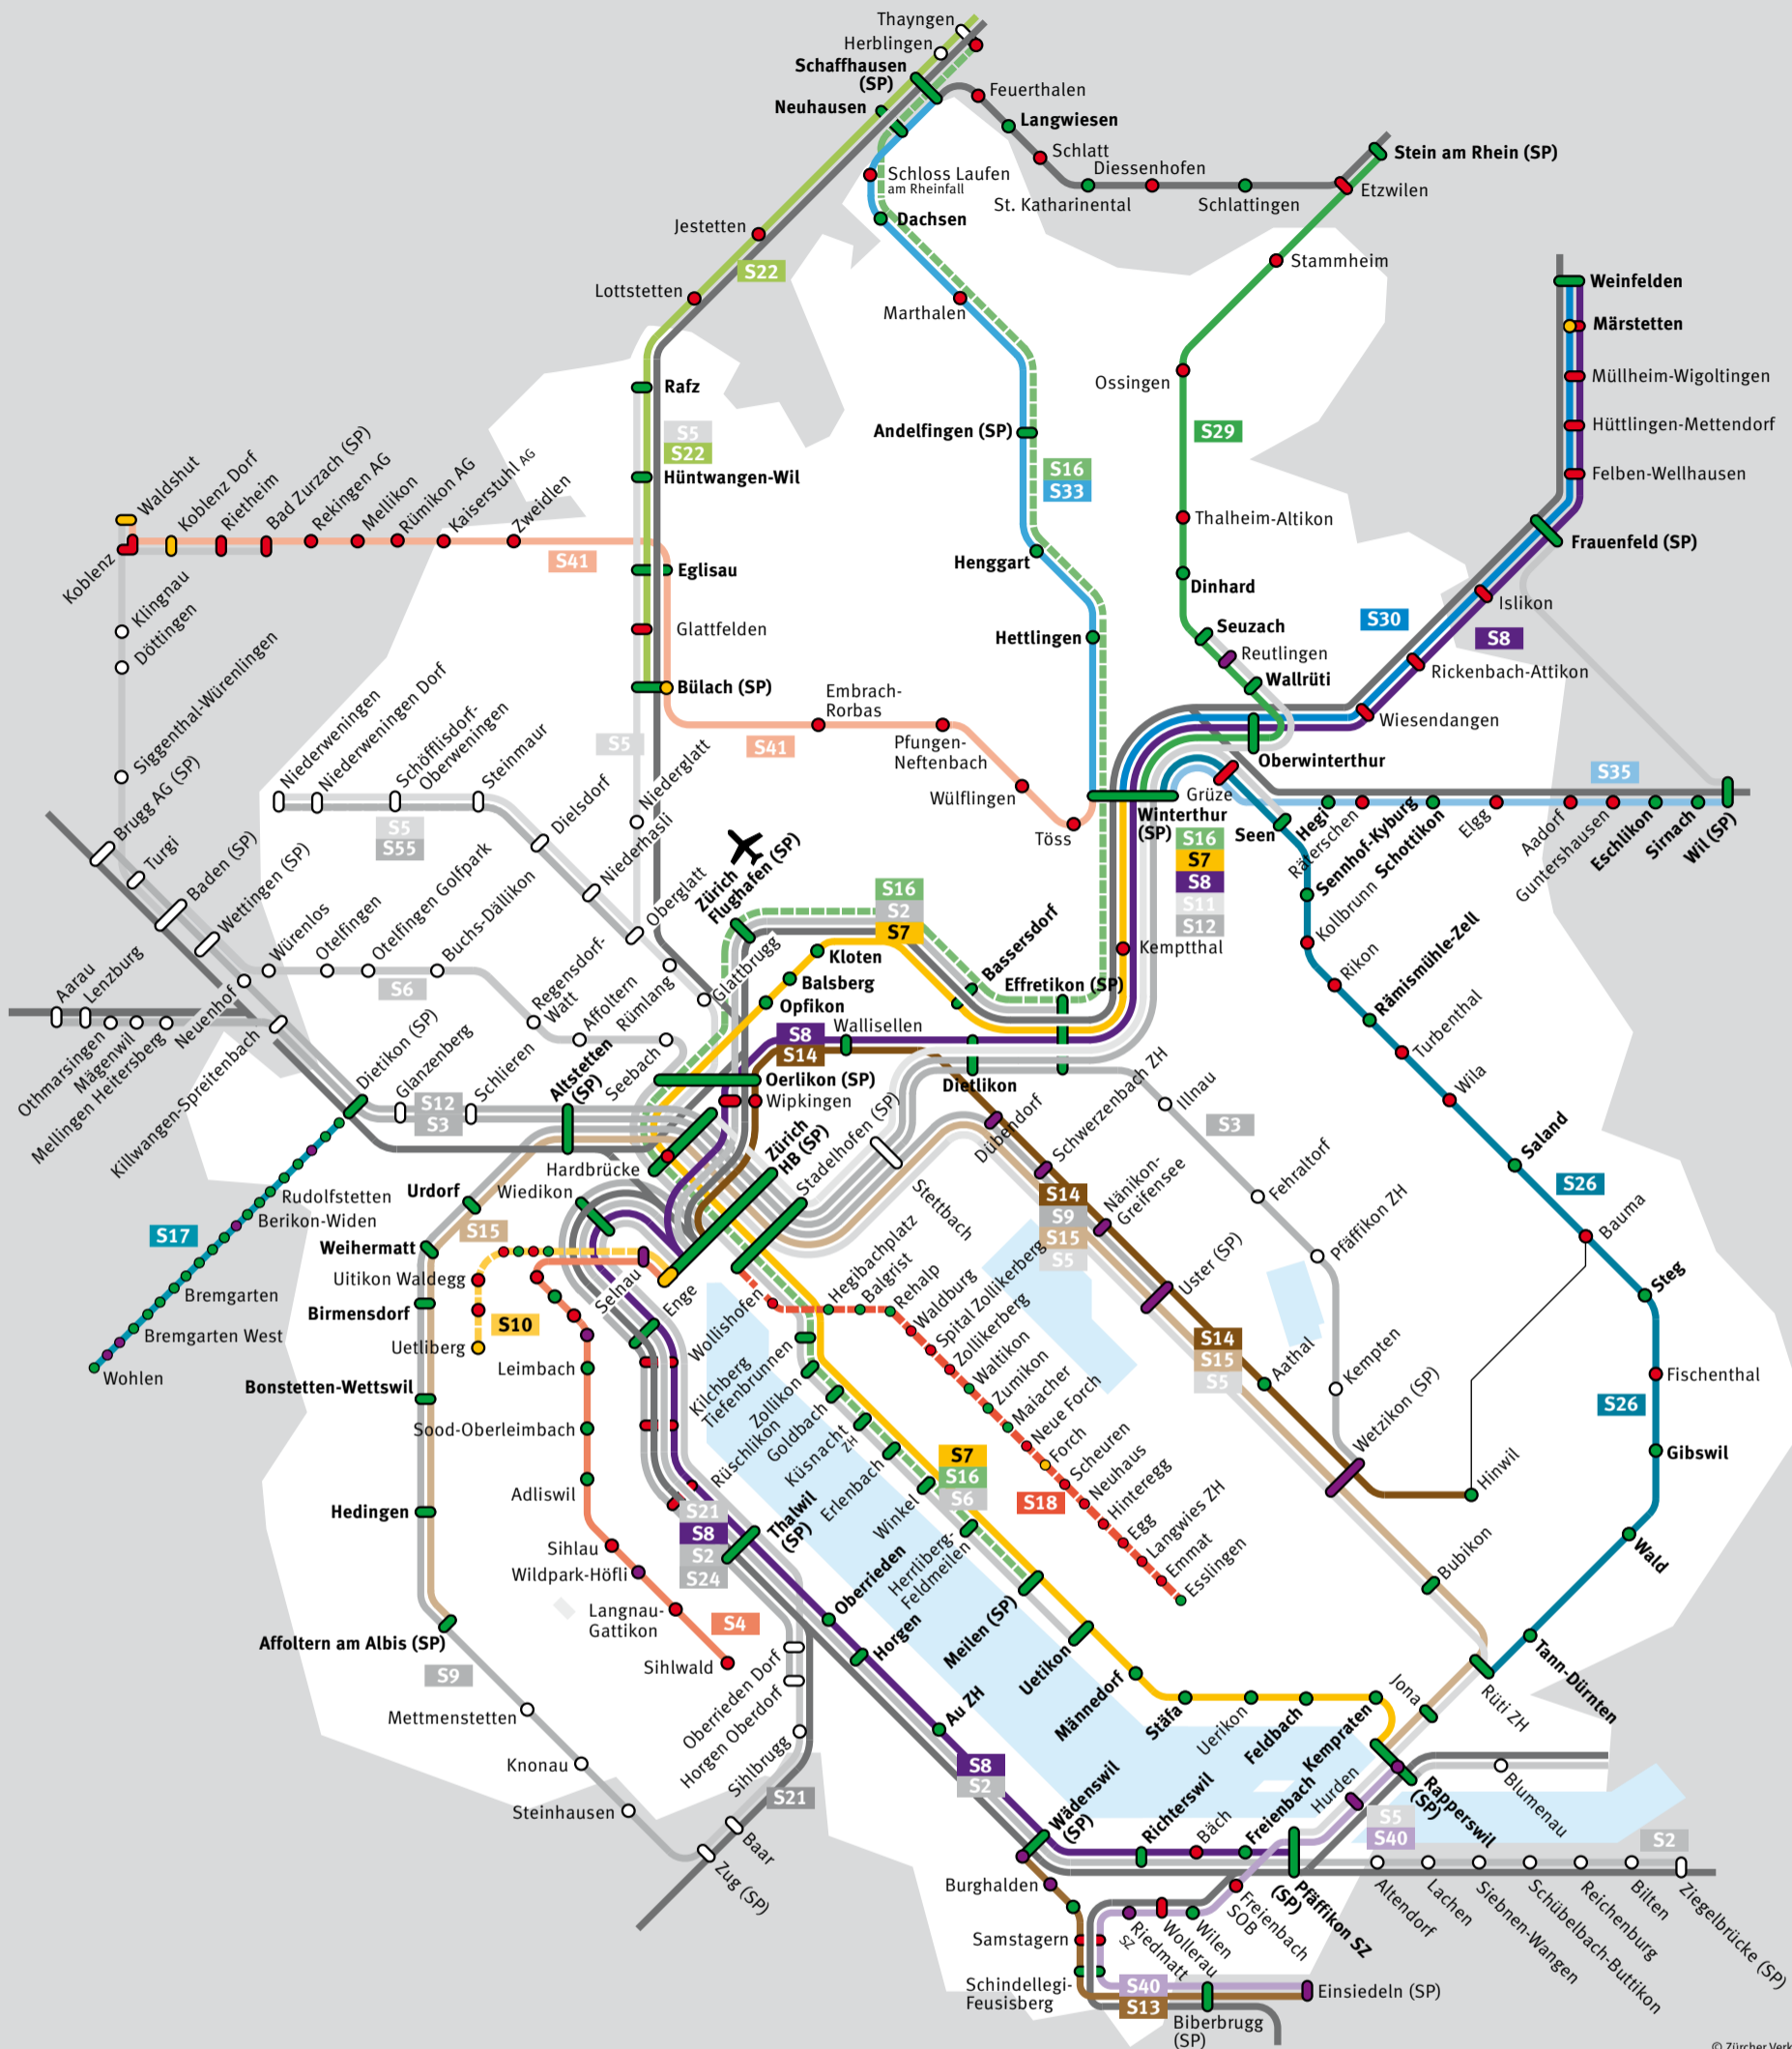 Thayngen
Herblingen
Schaffhausen
(SP)
Neuhausen
Feuerthalen
Langwiesen
Schlatt
Diessenhofen
St. Katharinental
Schlattingen
Stein am Rhein (SP)
Etzwilen
Schloss Laufen
am Rheinfall
Dachsen
Jestetten
S22
Lottstetten
Marthalen
Stammheim
Weinfelden
Märstetten
Müllheim-Wigoltingen
Hüttlingen-Mettendorf
Felben-Wellhausen
Frauenfeld (SP)
Ossingen
Rafz
S5
S22
Hüntwangen-Wil
Andelfingen (SP)
S29
S16
S33
Waldshut
Koblenz Dorf
Rietheim
Bad Zurzach (SP)
Rekingen AG
Mellikon
Rümikon AG
Kaiserstuhl AG
Zweidlen
Koblenz
S41
Eglisau
Thalheim-Altikon
Henggart
Dinhard
Islikon
S30
S8
Klingnau
Döttingen
Glattfelden
Hettlingen
Seuzach
Reutlingen
Wallrüti
Rickenbach-Attikon
Wiesendangen
Siggenthal-Würenlingen
Bülach (SP)
Embrach-
Rorbas
S41
Pfungen-
Neftenbach
Wülflingen
Töss
Oberwinterthur
S35
Niederweningen
Niederweningen Dorf
Schöfflisdorf-
Oberweningen
Steinmaur
S5
S55
Dielsdorf
S5
Niederglatt
Niederhasli
Oberglatt
Grüze
Winterthur
(SP)
Seen
Hegi
Räterschen
Schottikon
Elgg
Aadorf
Guntershausen
Eschlikon
Sirnach
Wil (SP)
S16
S7
S8
S11
S12
Sennhof-Kyburg
Kollbrunn
Rikon
Rämismühle-Zell
Turbenthal
Wila
Saland
S26
Bauma
Steg
Fischenthal
S26
Gibswil
Wald
Tann-Dürnten
Brugg AG (SP)
Turgi
Baden (SP)
Wettingen (SP)
Würenlos
Otelfingen
Otelfingen Golfpark
Buchs-Dällikon
S6
Regensdorf-
Watt
Affoltern
Rümlang
Seebach
Glattbrugg
Zürich
Flughafen (SP)
S16
S2
S7
Kloten
Balsberg
Opfikon
Bassersdorf
Effretikon (SP)
Kemptthal
Aarau
Lenzburg
Othmarsingen
Mägenwil
Mellingen Heitersberg
Neuenhof
Killwangen-Spreitenbach
Dietikon (SP)
Glanzenberg
S12
S3
Schlieren
Altstetten
(SP)
S8
S14
Wallisellen
Dietlikon
Oerlikon (SP)
Wipkingen
Hardbrücke
Zürich
HB (SP)
Stadelhofen (SP)
Stettbach
Dübendorf
Schwerzenbach ZH
S14
S9
S15
S5
Nänikon-
Greifensee
Uster (SP)
Illnau
S3
Fehraltorf
Pfäffikon ZH
Kempten
S14
S15
S5
Aathal
Wetzikon (SP)
Hinwil
Bubikon
Rüti ZH
Jona
Rudolfstetten
Berikon-Widen
S17
Bremgarten
Bremgarten West
Wohlen
Urdorf
S15
Weihermatt
Birmensdorf
Bonstetten-Wettswil
Hedingen
Affoltern am Albis (SP)
S9
Mettmenstetten
Knonau
Steinhausen
Zug (SP)
Baar
Wiedikon
Uitikon Waldegg
S10
Uetliberg
Selnau
Enge
Wollishofen
Kilchberg
Rüschlikon
Leimbach
Sood-Oberleimbach
Adliswil
Sihlau
Wildpark-Höfli
Langnau-
Gattikon
S4
Sihlwald
S21
S8
S2
S24
Thalwil
(SP)
Oberrieden
Horgen
Oberrieden Dorf
Horgen Oberdorf
Sihlbrugg
S21
Au ZH
S8
S2
Wädenswil
(SP)
Richterswil
Bäch
Freienbach
Hegibachplatz
Balgrist
Rehalp
Waldburg
Spital Zollikerberg
Zollikerberg
Waltikon
Zumikon
Maiacher
Neue Forch
Forch
Scheuren
Neuhaus
Hinteregg
Egg
Langwies ZH
Emmat
Esslingen
S18
Tiefenbrunnen
Zollikon
Goldbach
Küsnacht
ZH
Erlenbach
Winkel
Herrliberg-
Feldmeilen
S7
S16
S6
Meilen (SP)
Uetikon
Männedorf
Stäfa
Uerikon
Feldbach
Kempraten
Rapperswil
(SP)
Hurden
S5
S40
Blumenau
S2
Altendorf
Lachen
Siebnen-Wangen
Schübelbach-Buttikon
Reichenburg
Bilten
Ziegelbrücke (SP)
Pfäffikon SZ
(SP)
Burghalden
Samstagern
Schindellegi-
Feusisberg
Riedmatt
SZ
Wollerau
Wilen
Freienbach
SOB
S40
S13
Biberbrugg
(SP)
Einsiedeln (SP)
© Zürcher Verk